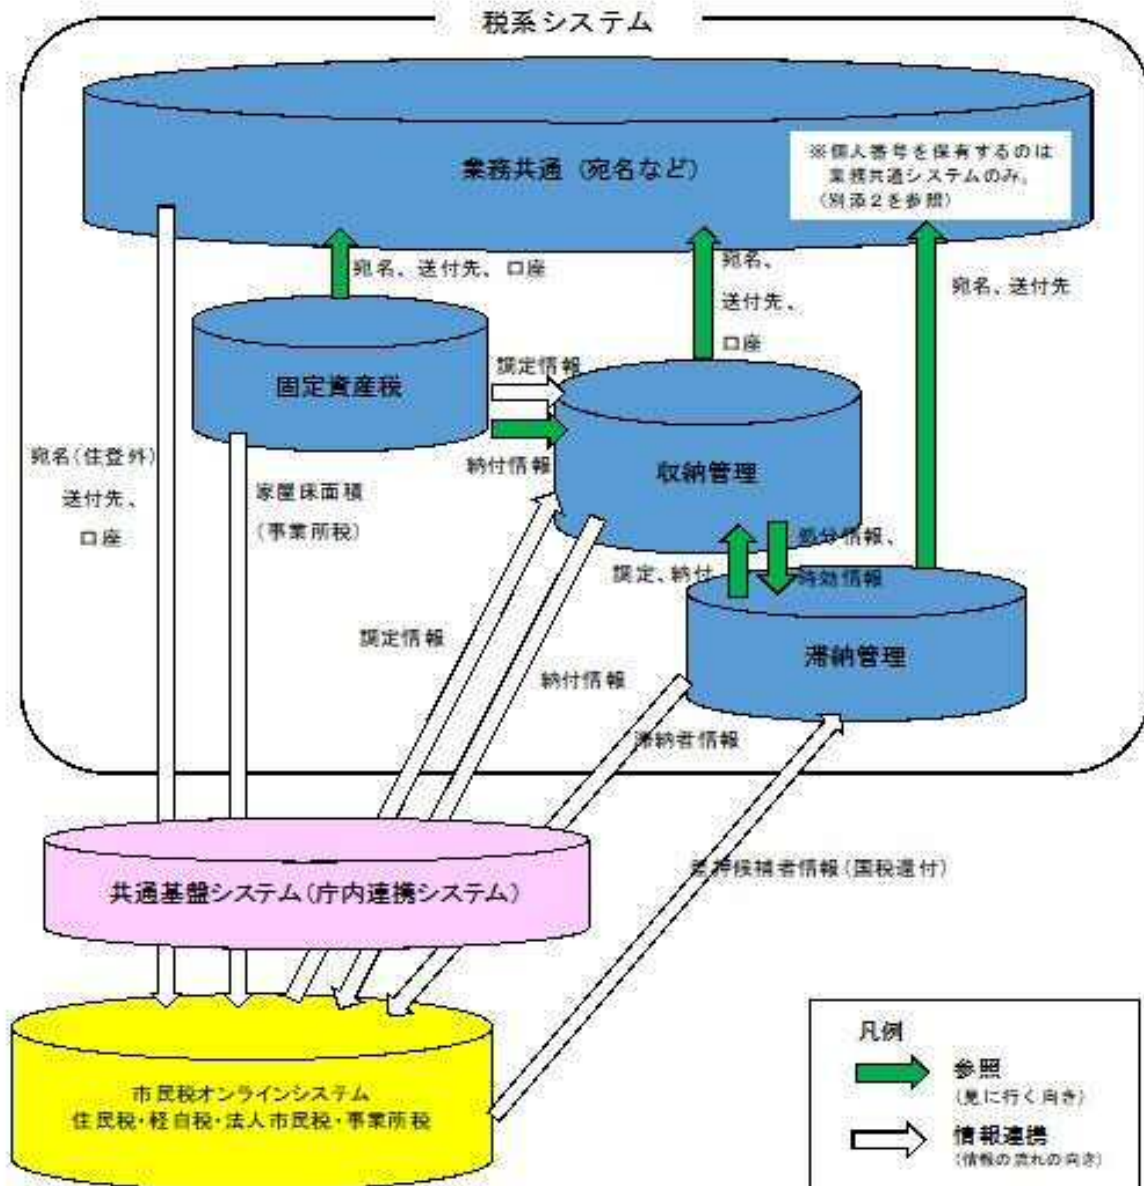 税系システム
業務共通（宛名など）
※個人番号を保有するのは
業務共通システムのみ。
（別添2を参照）
宛名、送付先、口座
宛名、
送付先、
口座
宛名、送付先
固定資産税
調定情報
納付情報
収納管理
宛名(住登外)
送付先、
口座
家屋床面積
(事業所税)
調定、納付
処分情報、
時効情報
滞納管理
調定情報
納付情報
滞納者情報
差押候補者情報(国税還付)
共通基盤システム(庁内連携システム)
市民税オンラインシステム
住民税・軽自税・法人市民税・事業所税
凡例
参照
(見に行く向き)
情報連携
(情報の流れの向き)